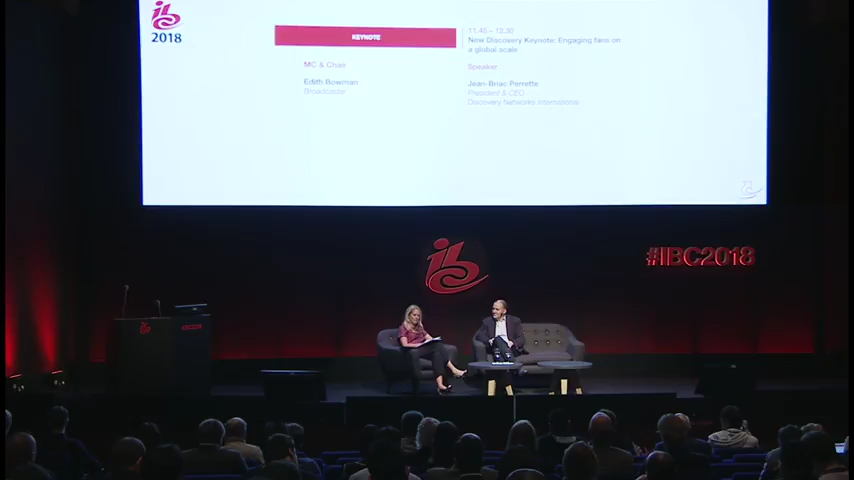 ib
2018
KEYNOTE
11.45 – 12.30
New Discovery Keynote: Engaging fans on
a global scale
MC & Chair
Speaker
Edith Bowman
Broadcaster
Jean-Briac Perrette
President & CEO
Discovery Networks International
#IBC2018